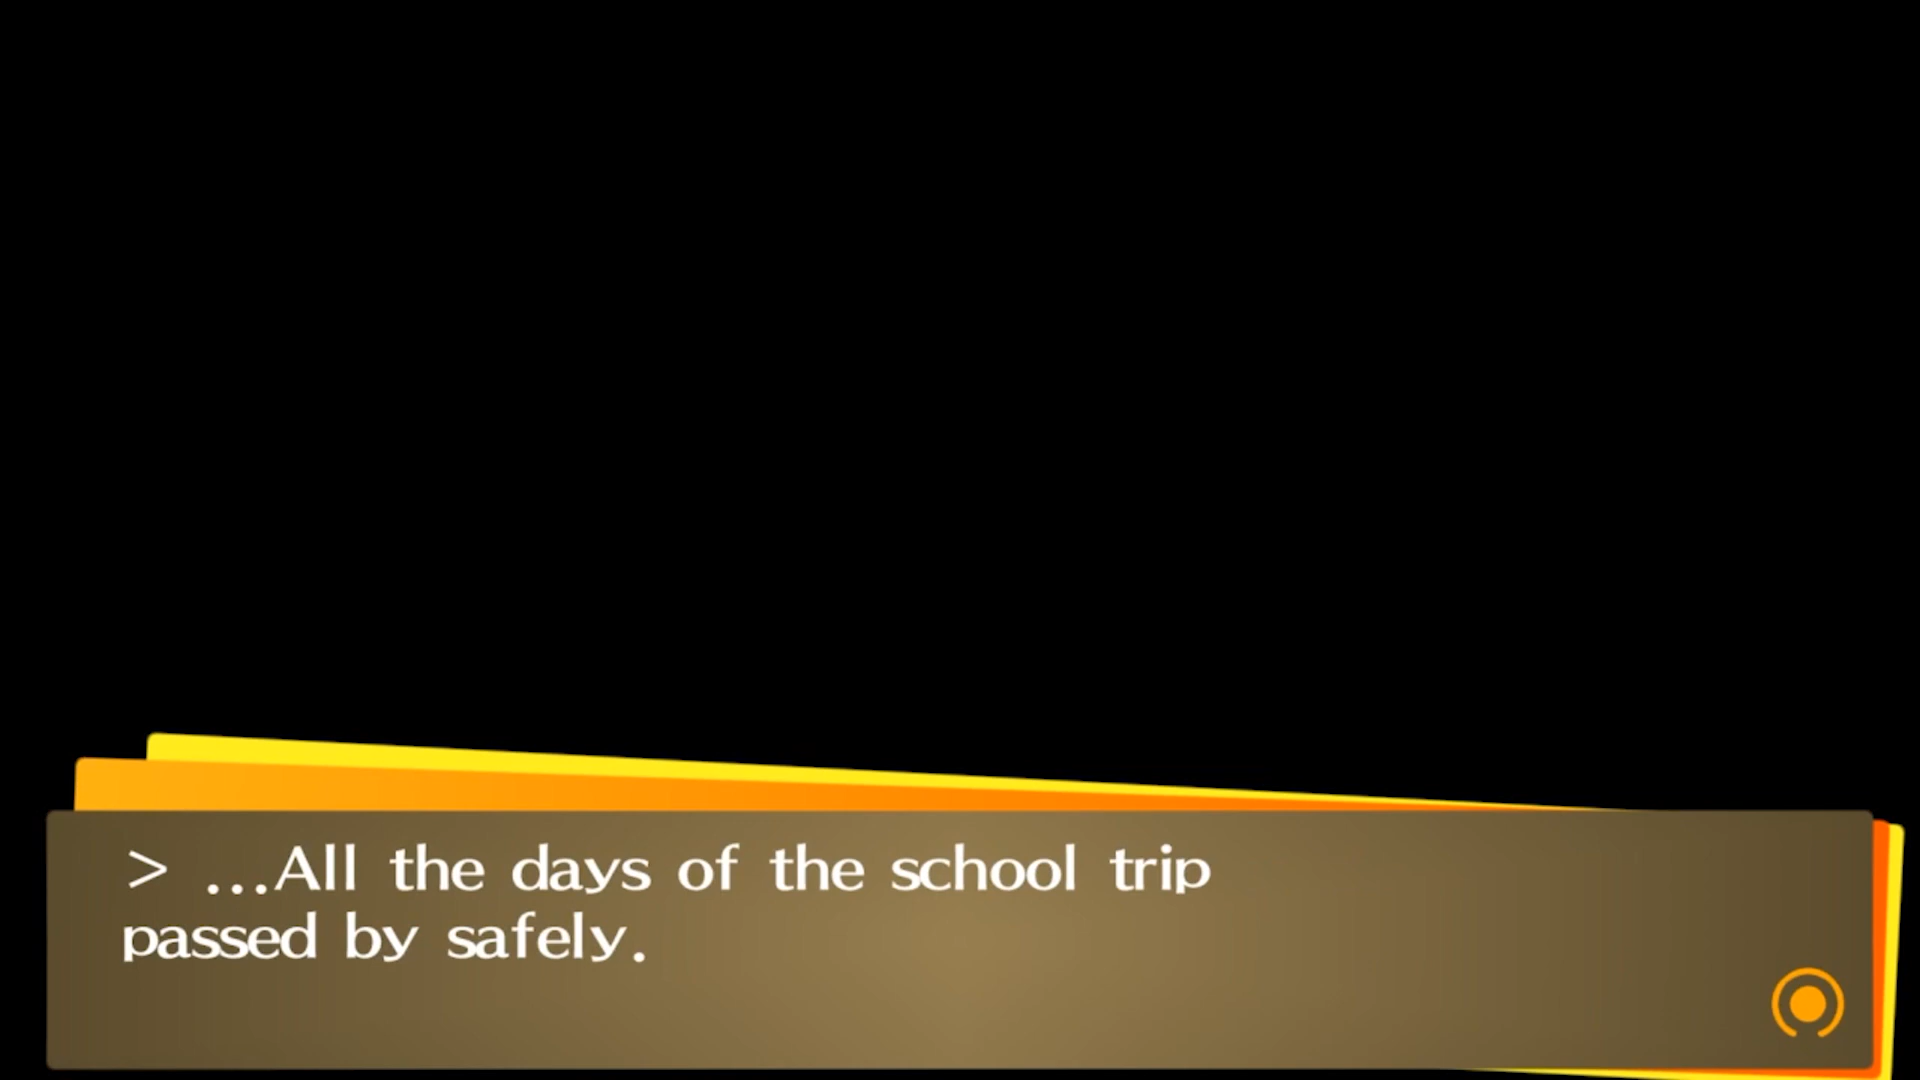 > ...All the days of the school trip
passed by safely.